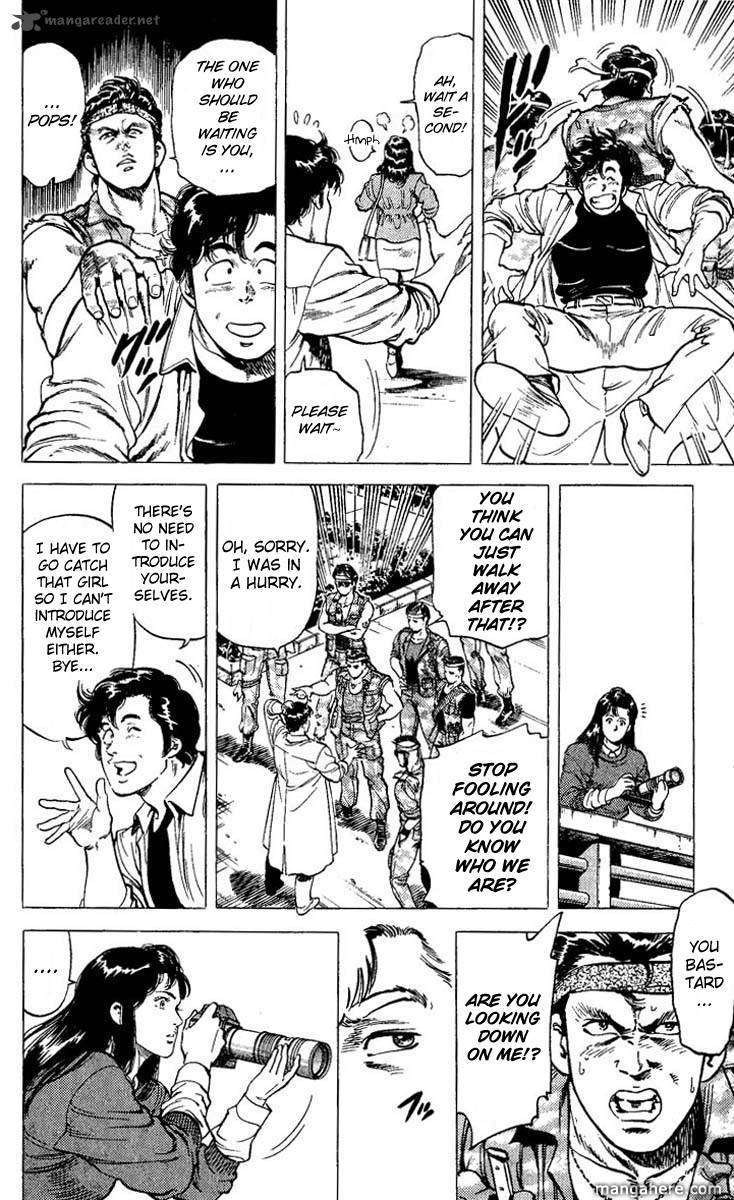 mangareader.net
AH,
WAIT A
SE-
COND!
Hmph
PLEASE
WAIT~
THE ONE
WHO
SHOULD
BE
WAITING
IS YOU,
...
...
POPS!
YOU
THINK
YOU CAN
JUST
WALK
AWAY
AFTER
THAT!?
STOP
FOOLING
AROUND!
DO YOU
KNOW
WHO WE
ARE?
OH, SORRY.
I WAS IN
A HURRY.
THERE'S
NO NEED
TO IN-
TRODUCE
YOUR-
SELVES.
I HAVE TO
GO CATCH
THAT GIRL
SO I CAN'T
INTRODUCE
MYSELF
EITHER.
BYE...
YOU
BAS-
TARD
...
ARE YOU
LOOKING
DOWN
ON ME!?
....
mangahere.com